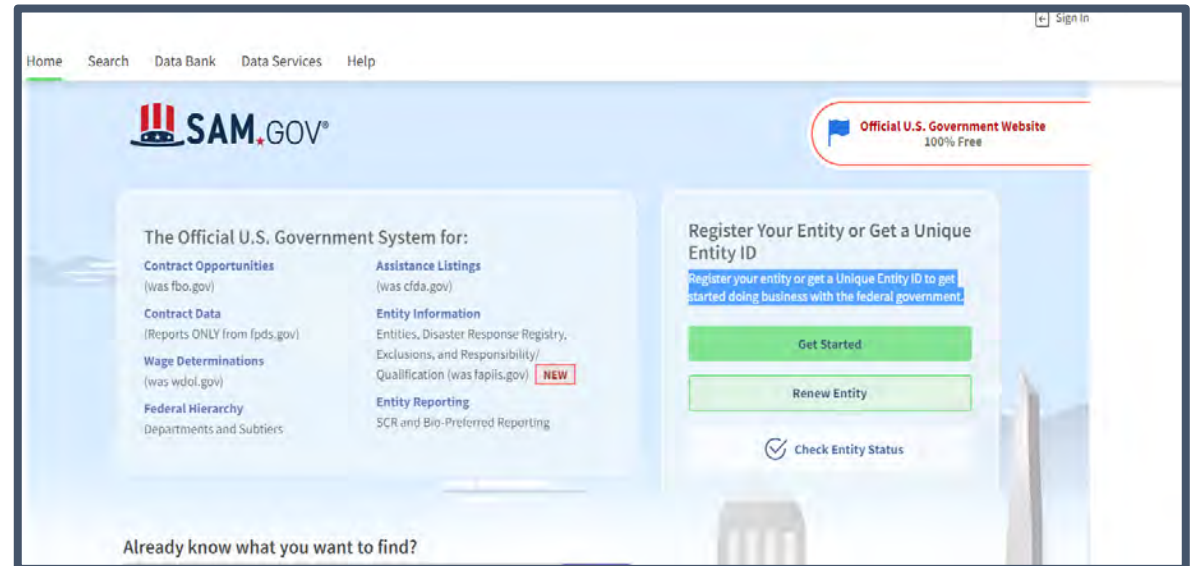 Sign In
Home Search Data Bank Data Services Help
SAM.GOV®
Official U.S. Government Website
100% Free
The Official U.S. Government System for:
Contract Opportunities
(was fbo.gov)
Contract Data
(Reports ONLY from fpds.gov)
Wage Determinations
(was wdol.gov)
Federal Hierarchy
Departments and Subtiers
Assistance Listings
(was cfda.gov)
Entity Information
Entities, Disaster Response Registry,
Exclusions, and Responsibility/
Qualification (was fapiis.gov) NEW
Entity Reporting
SCR and Bio-Preferred Reporting
Register Your Entity or Get a Unique
Entity ID
Register your entity or get a Unique Entity ID to get
started doing business with the federal government.
Get Started
Renew Entity
Check Entity Status
Already know what you want to find?